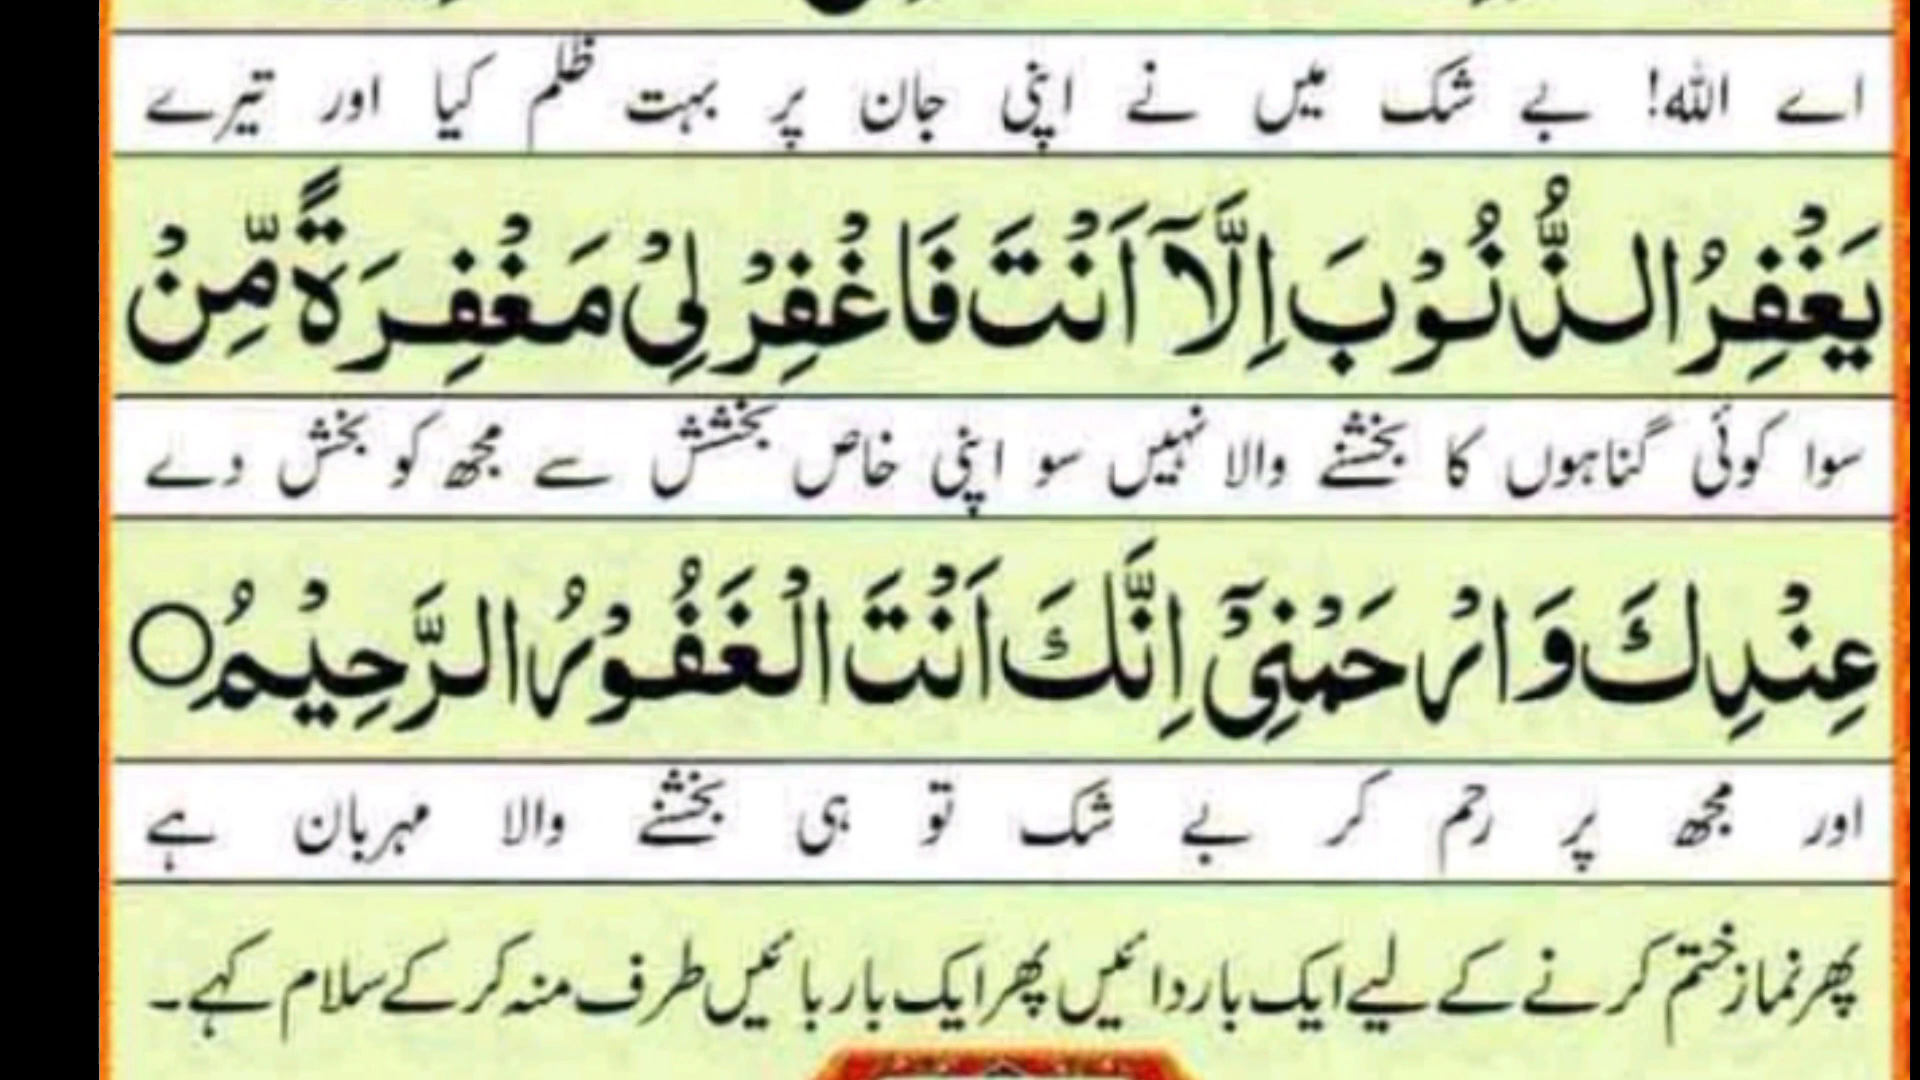 اے اللہ! بے شک میں نے اپنی جان پر بہت ظلم کیا اور تیرے
يَغْفِرُ الذُّنُوْبَ اِلَّآ اَنْتَ فَاغْفِرْ لِيْ مَغْفِرَةً مِّنْ
سوا کوئی گناہوں کا بخشنے والا نہیں سو اپنی خاص بخشش سے مجھ کو بخش دے
عِنْدِكَ وَارْحَمْنِيْٓ اِنَّكَ اَنْتَ الْغَفُوْرُ الرَّحِيْمُ
اور مجھ پر رحم کر بے شک تو ہی بخشنے والا مہربان ہے
پھر نماز ختم کرنے کے لیے ایک بار دائیں پھر ایک بار بائیں طرف منہ کر کے سلام کہے۔